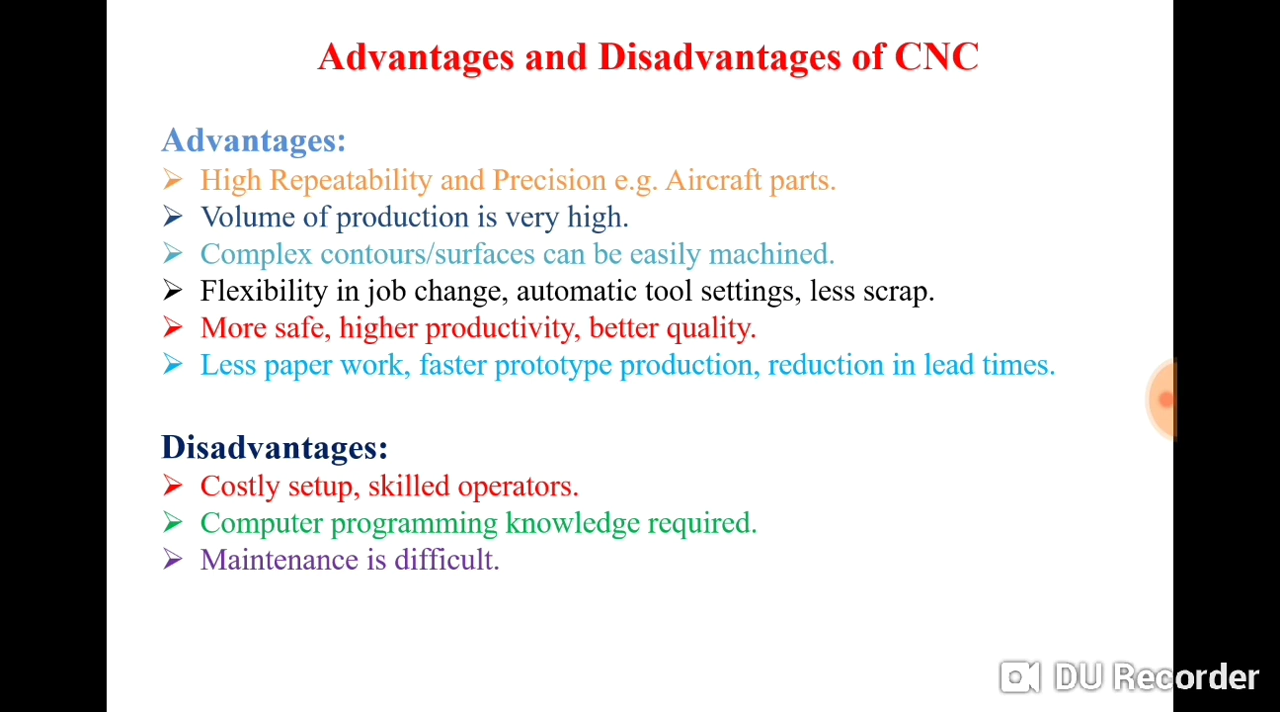 Advantages and Disadvantages of CNC
Advantages:
High Repeatability and Precision e.g. Aircraft parts.
Volume of production is very high.
Complex contours/surfaces can be easily machined.
Flexibility in job change, automatic tool settings, less scrap.
More safe, higher productivity, better quality.
Less paper work, faster prototype production, reduction in lead times.
Disadvantages:
Costly setup, skilled operators.
Computer programming knowledge required.
Maintenance is difficult.
DU Recorder